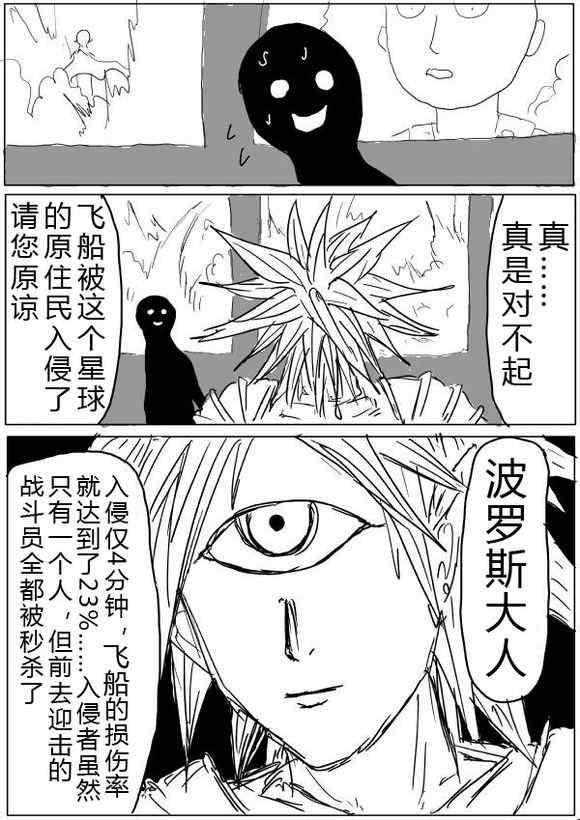 真……
真是对不起
飞船被这个星球
的原住民入侵了
请您原谅
波罗斯大人
入侵仅4分钟，飞船的损伤率
就达到了23%……入侵者虽然
只有一个人，但前去迎击的
战斗员全都被秒杀了